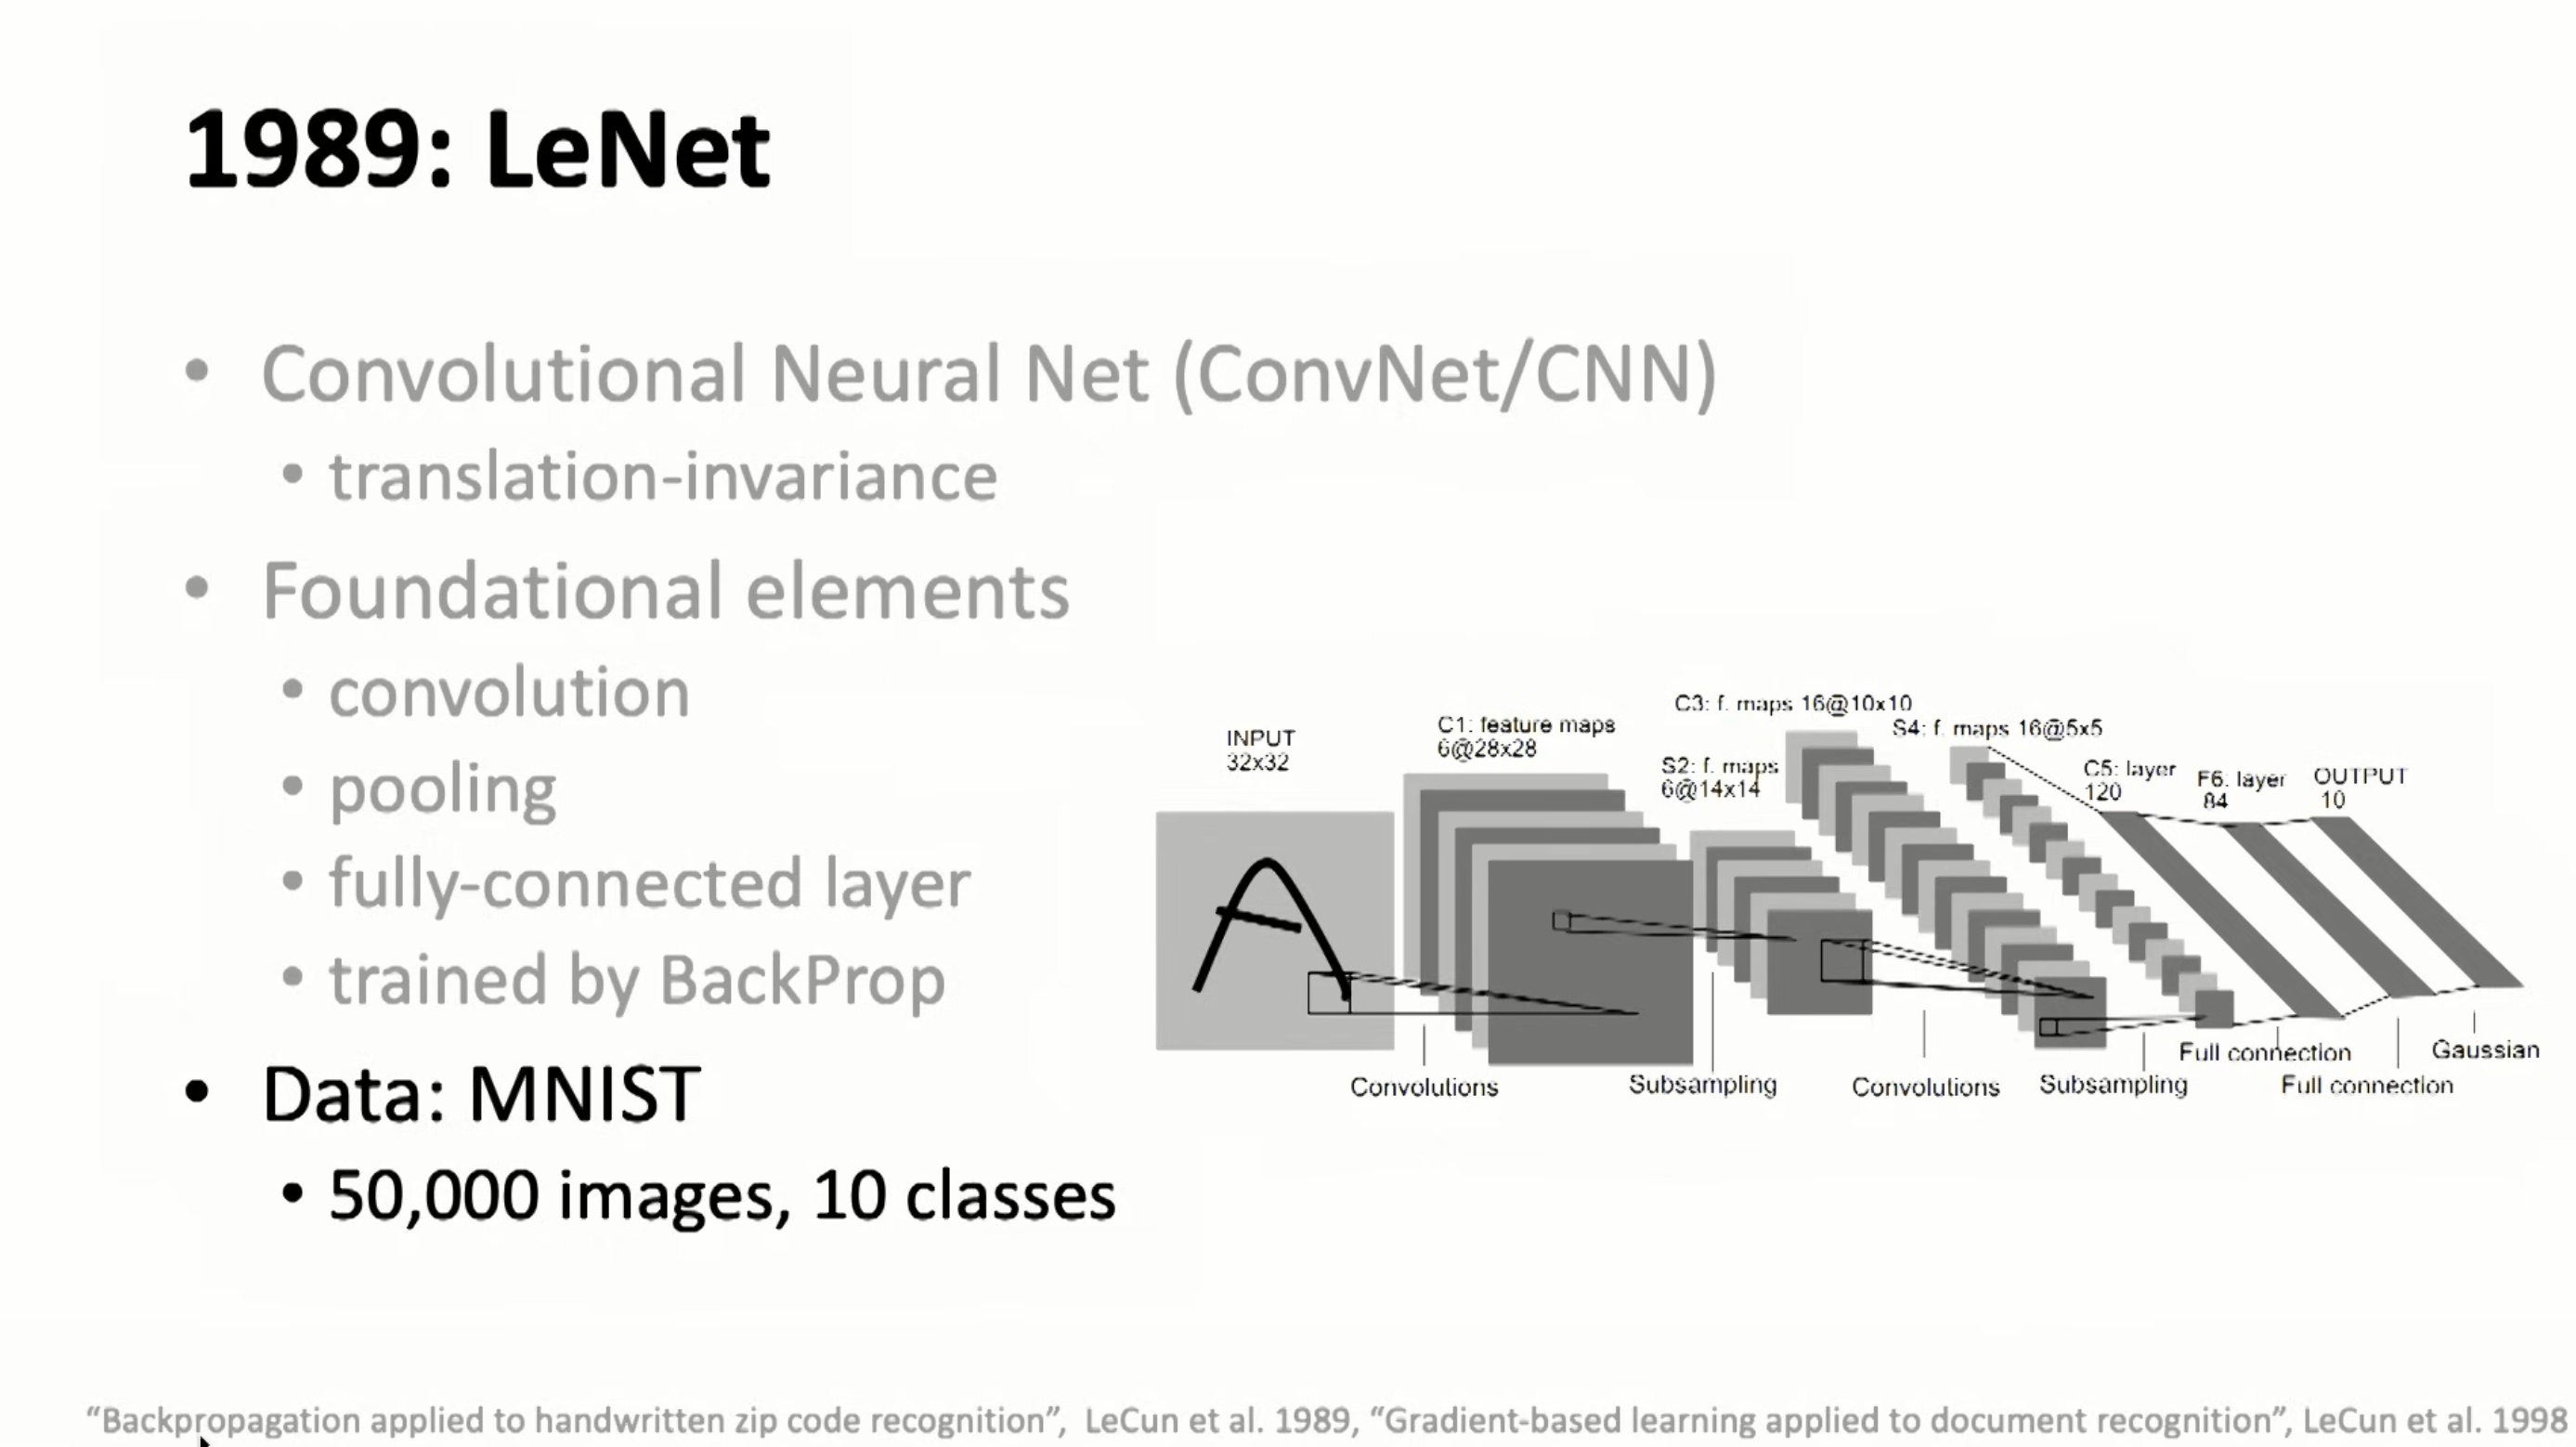 1989: LeNet
• Convolutional Neural Net (ConvNet/CNN)
• translation-invariance
• Foundational elements
• convolution
• pooling
• fully-connected layer
• trained by BackProp
• Data: MNIST
• 50,000 images, 10 classes
INPUT
32x32
C1: feature maps
6@28x28
S2: f. maps
6@14x14
C3: f. maps 16@10x10
S4: f. maps 16@5x5
C5: layer
120
F6: layer
84
OUTPUT
10
Convolutions
Subsampling
Convolutions
Subsampling
Full connection
Full connection
Gaussian
“Backpropagation applied to handwritten zip code recognition”, LeCun et al. 1989, “Gradient-based learning applied to document recognition”, LeCun et al. 1998